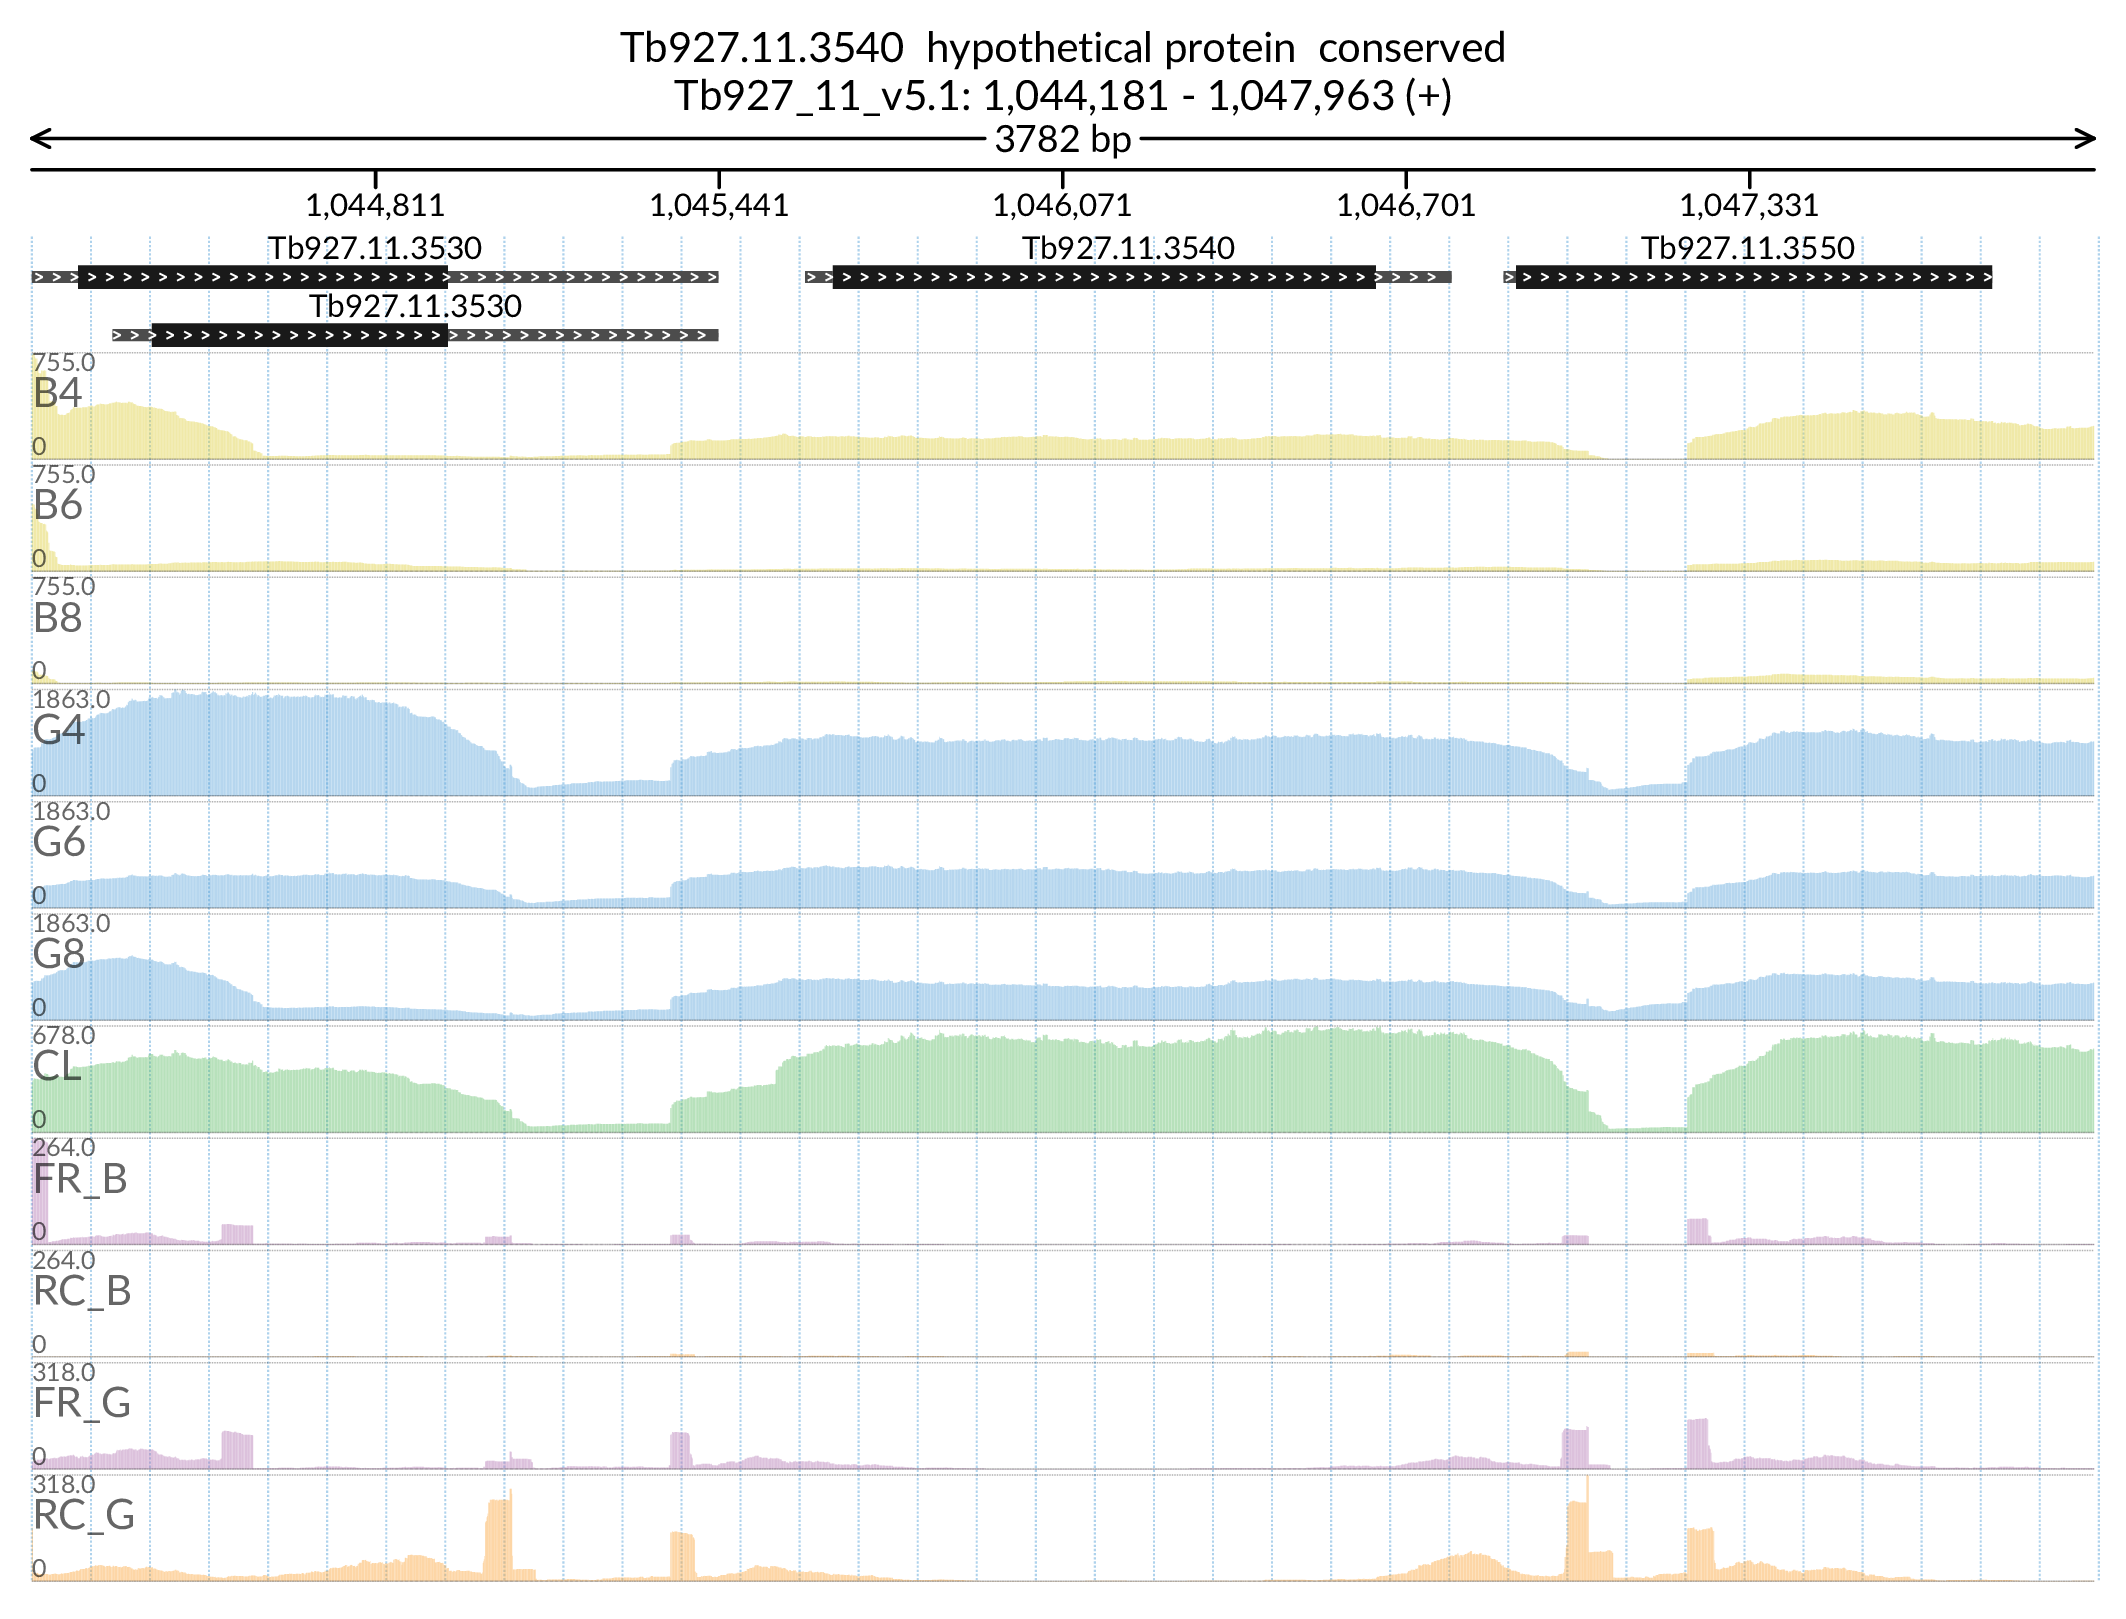 Tb927.11.3540 hypothetical protein conserved
Tb927_11_v5.1: 1,044,181 - 1,047,963 (+)
3782 bp
1,044,811 1,045,441 1,046,071 1,046,701 1,047,331
Tb927.11.3530 Tb927.11.3540 Tb927.11.3550
Tb927.11.3530
755.0
B4
0
755.0
B6
0
755.0
B8
0
1863.0
G4
0
1863.0
G6
0
1863.0
G8
0
678.0
CL
0
264.0
FR_B
0
264.0
RC_B
0
318.0
FR_G
0
318.0
RC_G
0